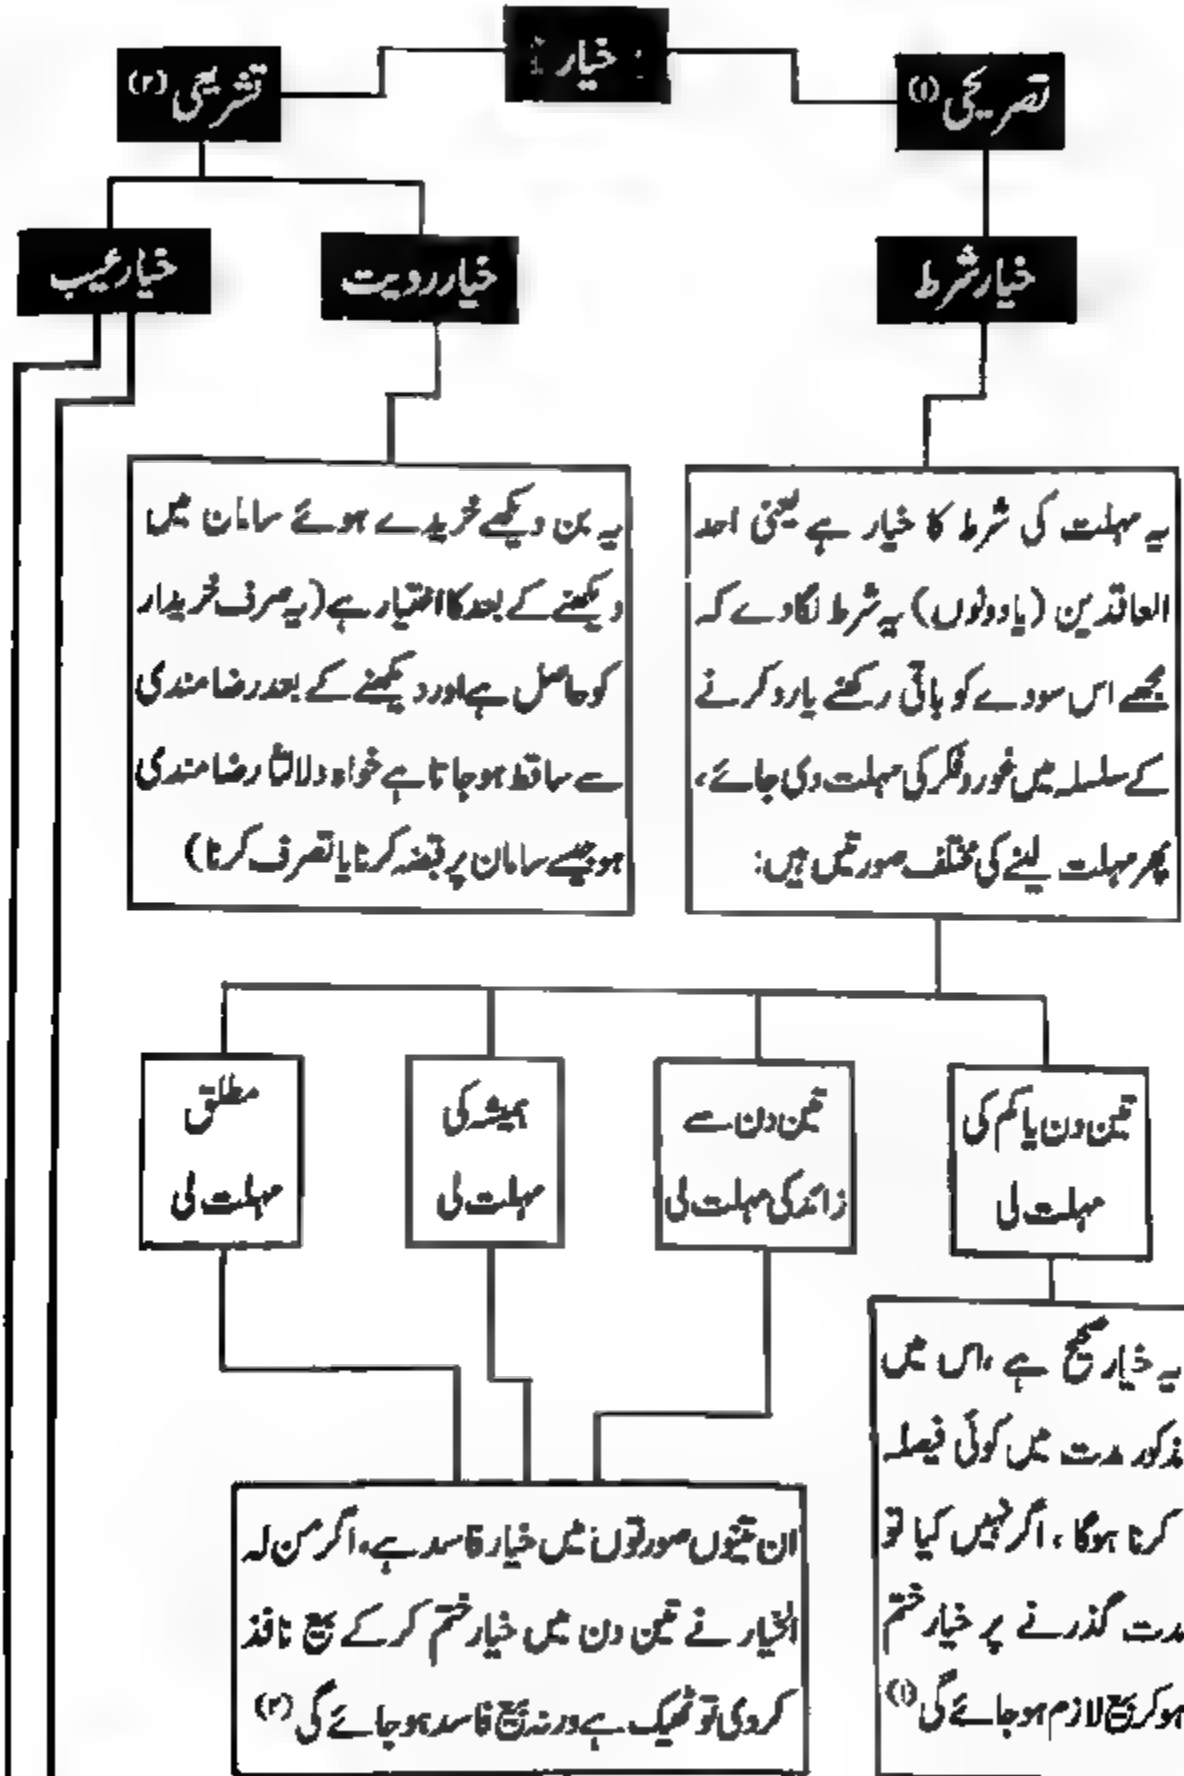 خیار
تصریحی (۱)
تشریعی (۲)
خیار شرط
خیار رویت
خیار عیب
یہ مہلت کی شرط کا خیار ہے یعنی احد
العاقدین (یا دونوں) یہ شرط لگا دے کہ
مجھے اس سودے کو باقی رکھنے یا رد کرنے
کے سلسلہ میں غور و فکر کی مہلت دی جائے،
پھر مہلت لینے کی مختلف صورتیں ہیں:
یہ بن دیکھے خریدے ہوئے سامان میں
دیکھنے کے بعد کا اختیار ہے (یہ صرف خریدار
کو حاصل ہے اور دیکھنے کے بعد رضامندی
سے ساقط ہو جاتا ہے خواہ دلالۃً رضامندی
ہو جیسے سامان پر قبضہ کرنا یا تصرف کرنا)
تین دن یا کم کی
مہلت لی
تین دن سے
زائد کی مہلت لی
ہمیشہ کی
مہلت لی
مطلق
مہلت لی
یہ خیار صحیح ہے، اس میں
مذکور مدت میں کوئی فیصلہ
کرنا ہوگا، اگر نہیں کیا تو
مدت گذرنے پر خیار ختم
ہو کر بیع لازم ہو جائے گی (۱)
ان تینوں صورتوں میں خیار فاسد ہے، اگر من لہ
الخیار نے تین دن میں خیار ختم کر کے بیع نافذ
کر دی تو ٹھیک ہے ورنہ بیع فاسد ہو جائے گی (۲)